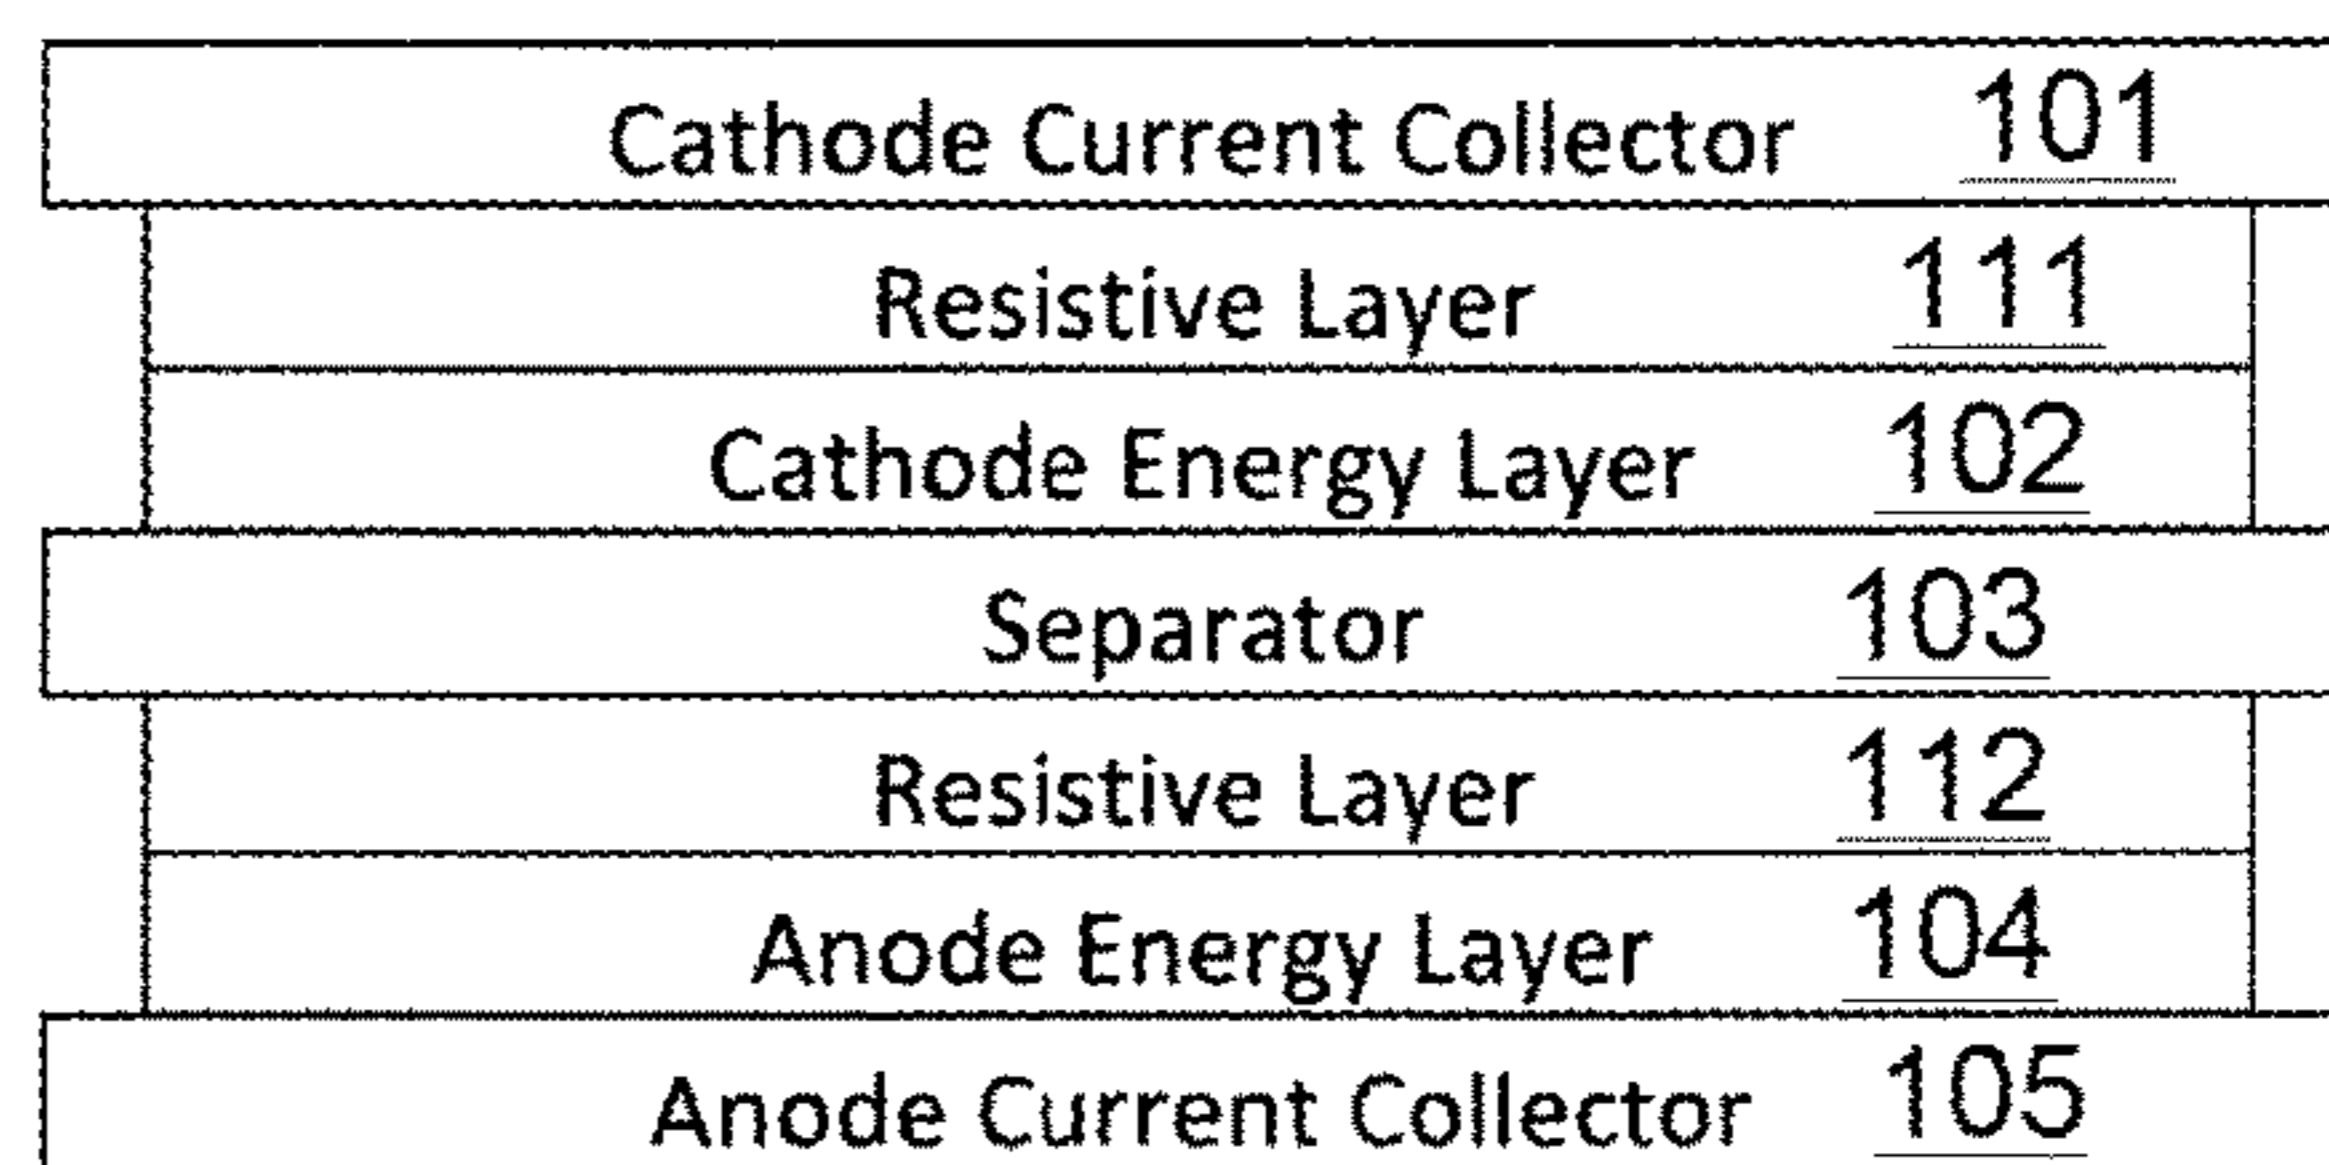 Cathode Current Collector 101
Resistive Layer 111
Cathode Energy Layer 102
Separator 103
Resistive Layer 112
Anode Energy Layer 104
Anode Current Collector 105